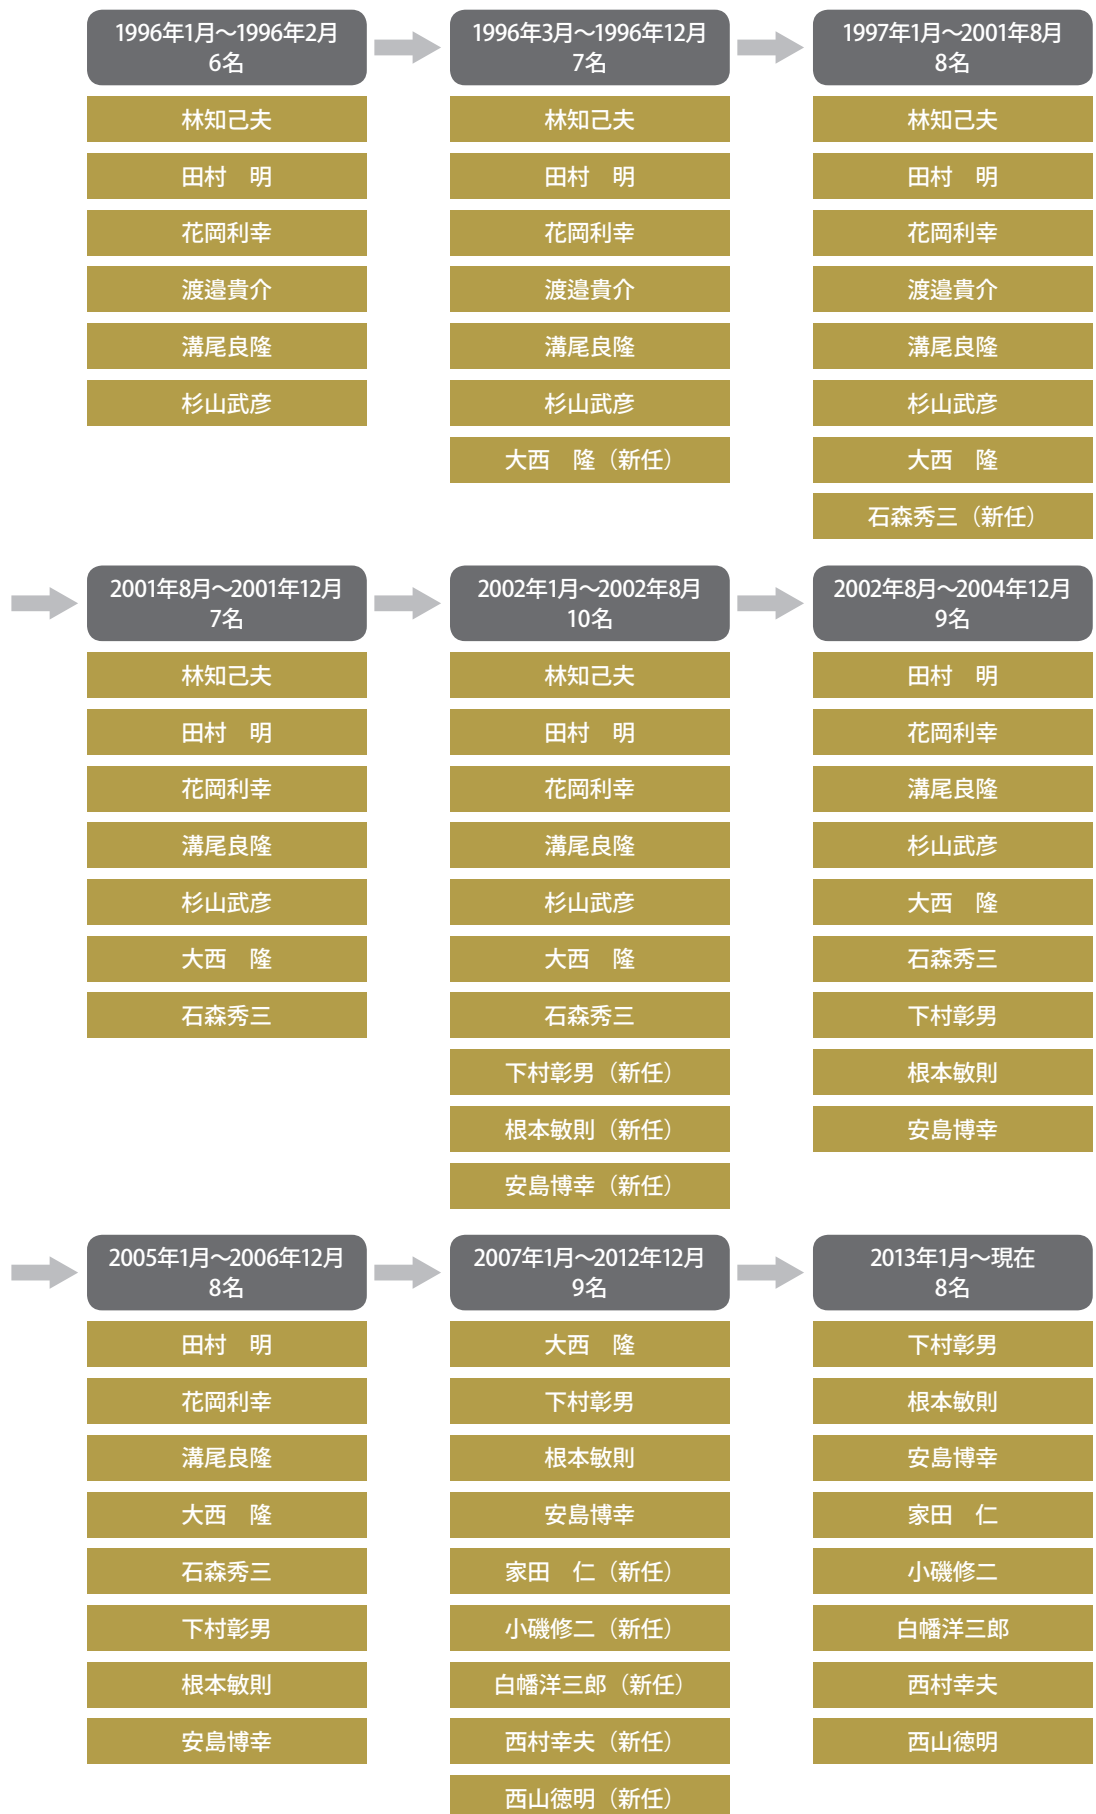 1996年1月～1996年2月
6名
林知己夫
田村　明
花岡利幸
渡邉貴介
溝尾良隆
杉山武彦
1996年3月～1996年12月
7名
林知己夫
田村　明
花岡利幸
渡邉貴介
溝尾良隆
杉山武彦
大西　隆（新任）
1997年1月～2001年8月
8名
林知己夫
田村　明
花岡利幸
渡邉貴介
溝尾良隆
杉山武彦
大西　隆
石森秀三（新任）
2001年8月～2001年12月
7名
林知己夫
田村　明
花岡利幸
溝尾良隆
杉山武彦
大西　隆
石森秀三
2002年1月～2002年8月
10名
林知己夫
田村　明
花岡利幸
溝尾良隆
杉山武彦
大西　隆
石森秀三
下村彰男（新任）
根本敏則（新任）
安島博幸（新任）
2002年8月～2004年12月
9名
田村　明
花岡利幸
溝尾良隆
杉山武彦
大西　隆
石森秀三
下村彰男
根本敏則
安島博幸
2005年1月～2006年12月
8名
田村　明
花岡利幸
溝尾良隆
大西　隆
石森秀三
下村彰男
根本敏則
安島博幸
2007年1月～2012年12月
9名
大西　隆
下村彰男
根本敏則
安島博幸
家田　仁（新任）
小磯修二（新任）
白幡洋三郎（新任）
西村幸夫（新任）
西山徳明（新任）
2013年1月～現在
8名
下村彰男
根本敏則
安島博幸
家田　仁
小磯修二
白幡洋三郎
西村幸夫
西山徳明